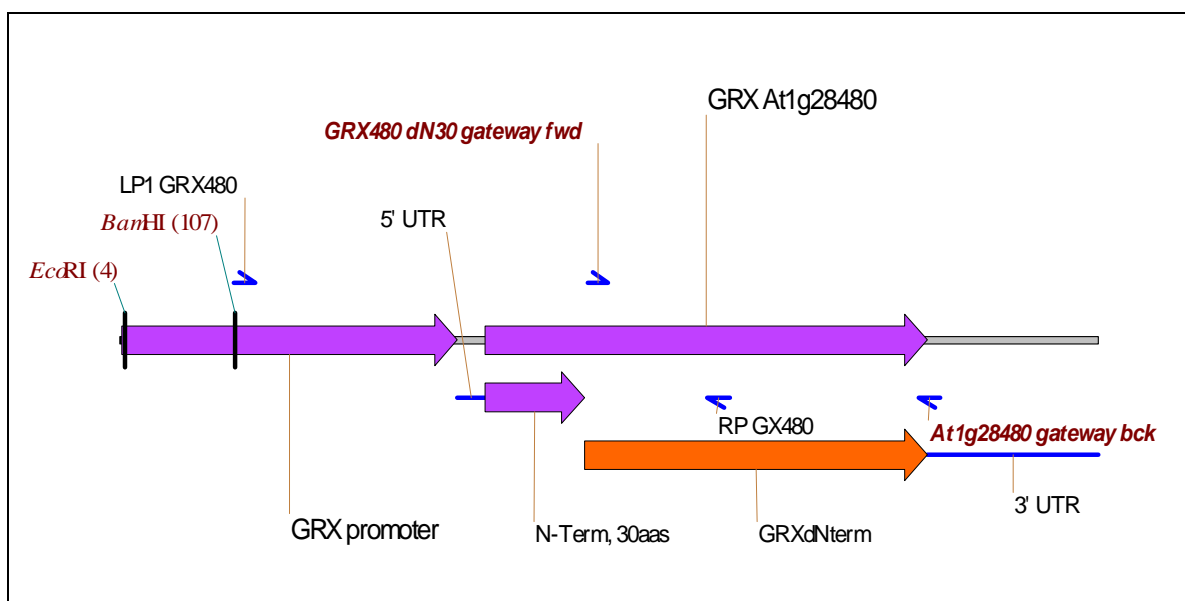 GRX At1g28480
GRX480 dN30 gateway fwd
LP1 GRX480
5' UTR
BamHI (107)
EcoRI (4)
RP GX480
At1g28480 gateway bck
3' UTR
GRX promoter
N-Term, 30aas
GRXdNterm